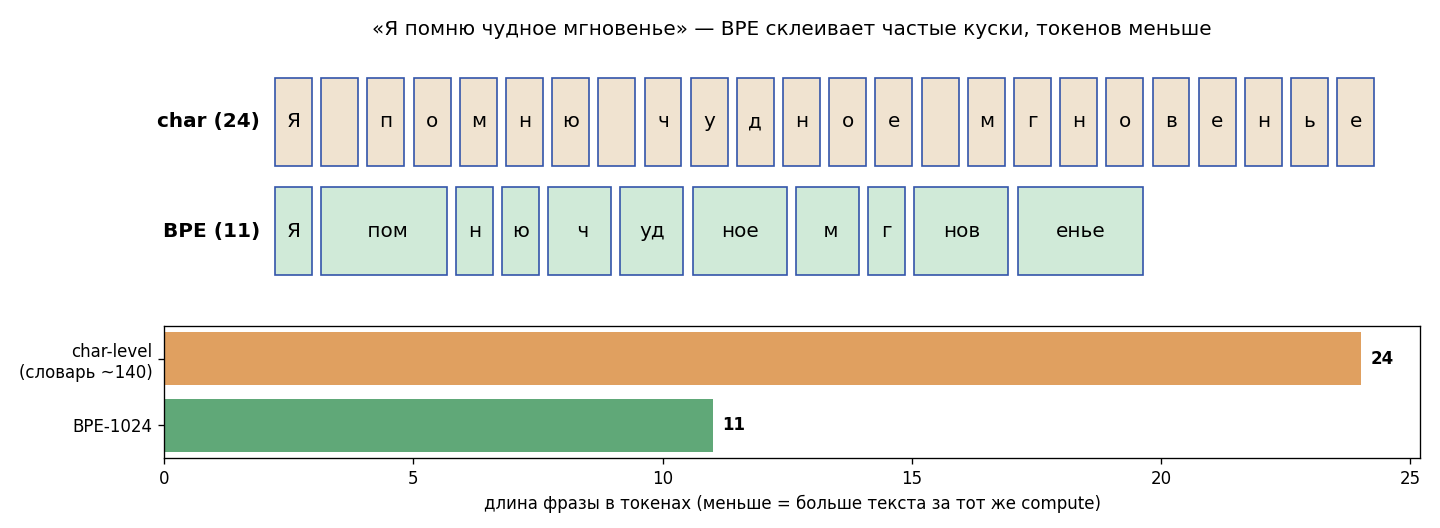 «Я помню чудное мгновенье» — BPE склеивает частые куски, токенов меньше
char (24) Я п о м н ю ч у д н о е м г н о в е н ь е
BPE (11) Я пом н ю ч уд ное м г нов енье
char-level
(словарь ~140)
24
BPE-1024
11
0 5 10 15 20 25
длина фразы в токенах (меньше = больше текста за тот же compute)